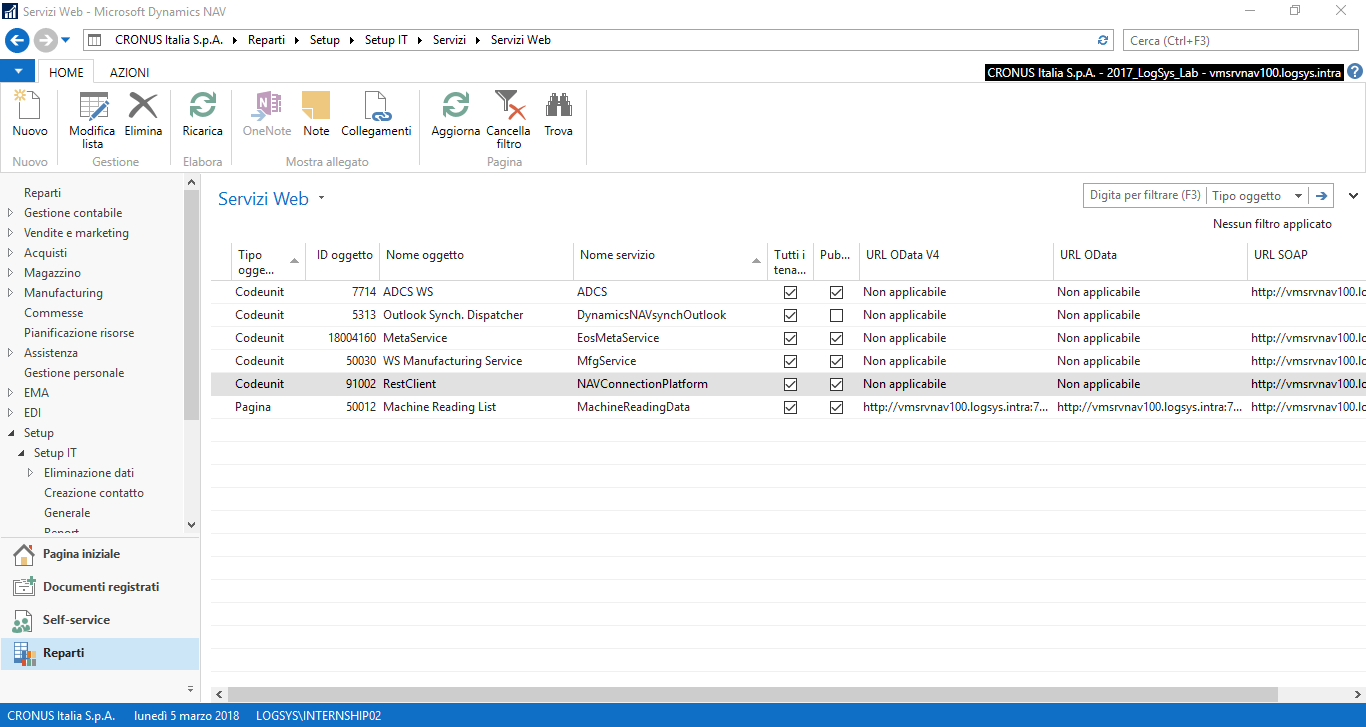 Servizi Web - Microsoft Dynamics NAV
CRONUS Italia S.p.A. Reparti Setup Setup IT Servizi Servizi Web
Cerca (Ctrl+F3)
HOME AZIONI
CRONUS Italia S.p.A. - 2017_LogSys_Lab - vmsrvnav100.logsys.intra
Nuovo
Modifica lista
Elimina
Ricarica
OneNote
Note
Collegamenti
Aggiorna
Cancella filtro
Trova
Nuovo Gestione Elabora Mostra allegato Pagina
Reparti
Gestione contabile
Vendite e marketing
Acquisti
Magazzino
Manufacturing
Commesse
Pianificazione risorse
Assistenza
Gestione personale
EMA
EDI
Setup
Setup IT
Eliminazione dati
Creazione contatto
Generale
Report
Pagina iniziale
Documenti registrati
Self-service
Reparti
Servizi Web
Digita per filtrare (F3) Tipo oggetto
Nessun filtro applicato
Tipo ogge... ID oggetto Nome oggetto Nome servizio Tutti i tena... Pub... URL OData V4 URL OData URL SOAP
Codeunit 7714 ADCS WS ADCS Non applicabile Non applicabile http://vmsrvnav100.lo
Codeunit 5313 Outlook Synch. Dispatcher DynamicsNAVsynchOutlook Non applicabile Non applicabile
Codeunit 18004160 MetaService EosMetaService Non applicabile Non applicabile http://vmsrvnav100.lo
Codeunit 50030 WS Manufacturing Service MfgService Non applicabile Non applicabile http://vmsrvnav100.lo
Codeunit 91002 RestClient NAVConnectionPlatform Non applicabile Non applicabile http://vmsrvnav100.lo
Pagina 50012 Machine Reading List MachineReadingData http://vmsrvnav100.logsys.intra:7... http://vmsrvnav100.logsys.intra:7... http://vmsrvnav100.lo
CRONUS Italia S.p.A. lunedì 5 marzo 2018 LOGSYS\INTERNSHIP02